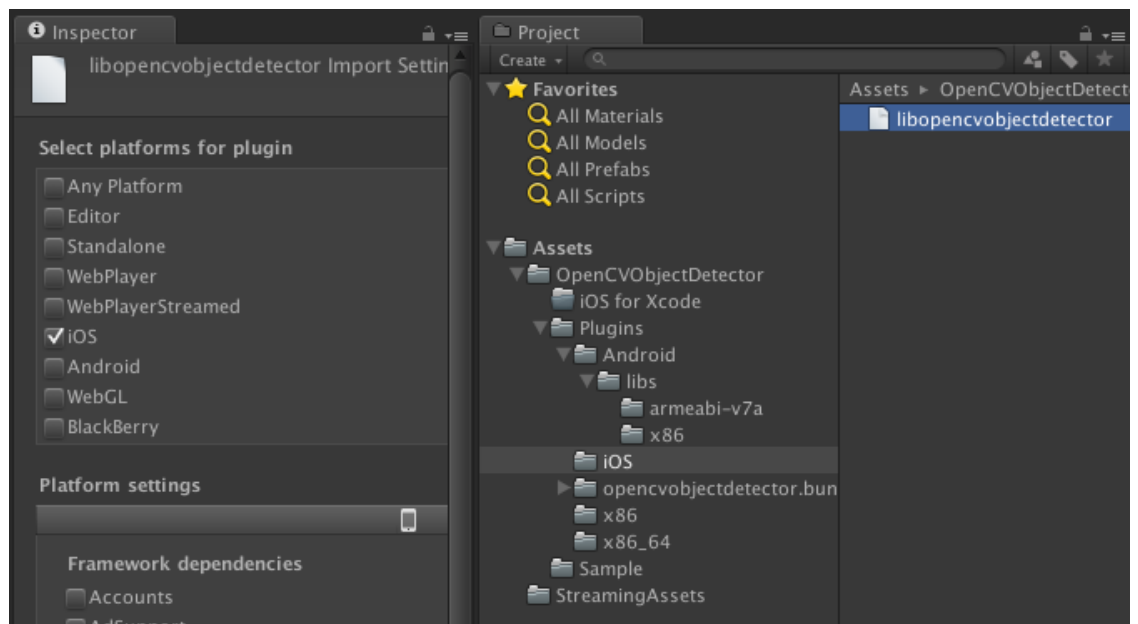 Inspector
libopencvobjectdetector Import Settin
Select platforms for plugin
Any Platform
Editor
Standalone
WebPlayer
WebPlayerStreamed
iOS
Android
WebGL
BlackBerry
Platform settings
Framework dependencies
Accounts
AdSupport
Project
Create
Favorites
All Materials
All Models
All Prefabs
All Scripts
Assets
OpenCVObjectDetector
iOS for Xcode
Plugins
Android
libs
armeabi-v7a
x86
iOS
opencvobjectdetector.bun
x86
x86_64
Sample
StreamingAssets
Assets ▸ OpenCVObjectDetect
libopencvobjectdetector